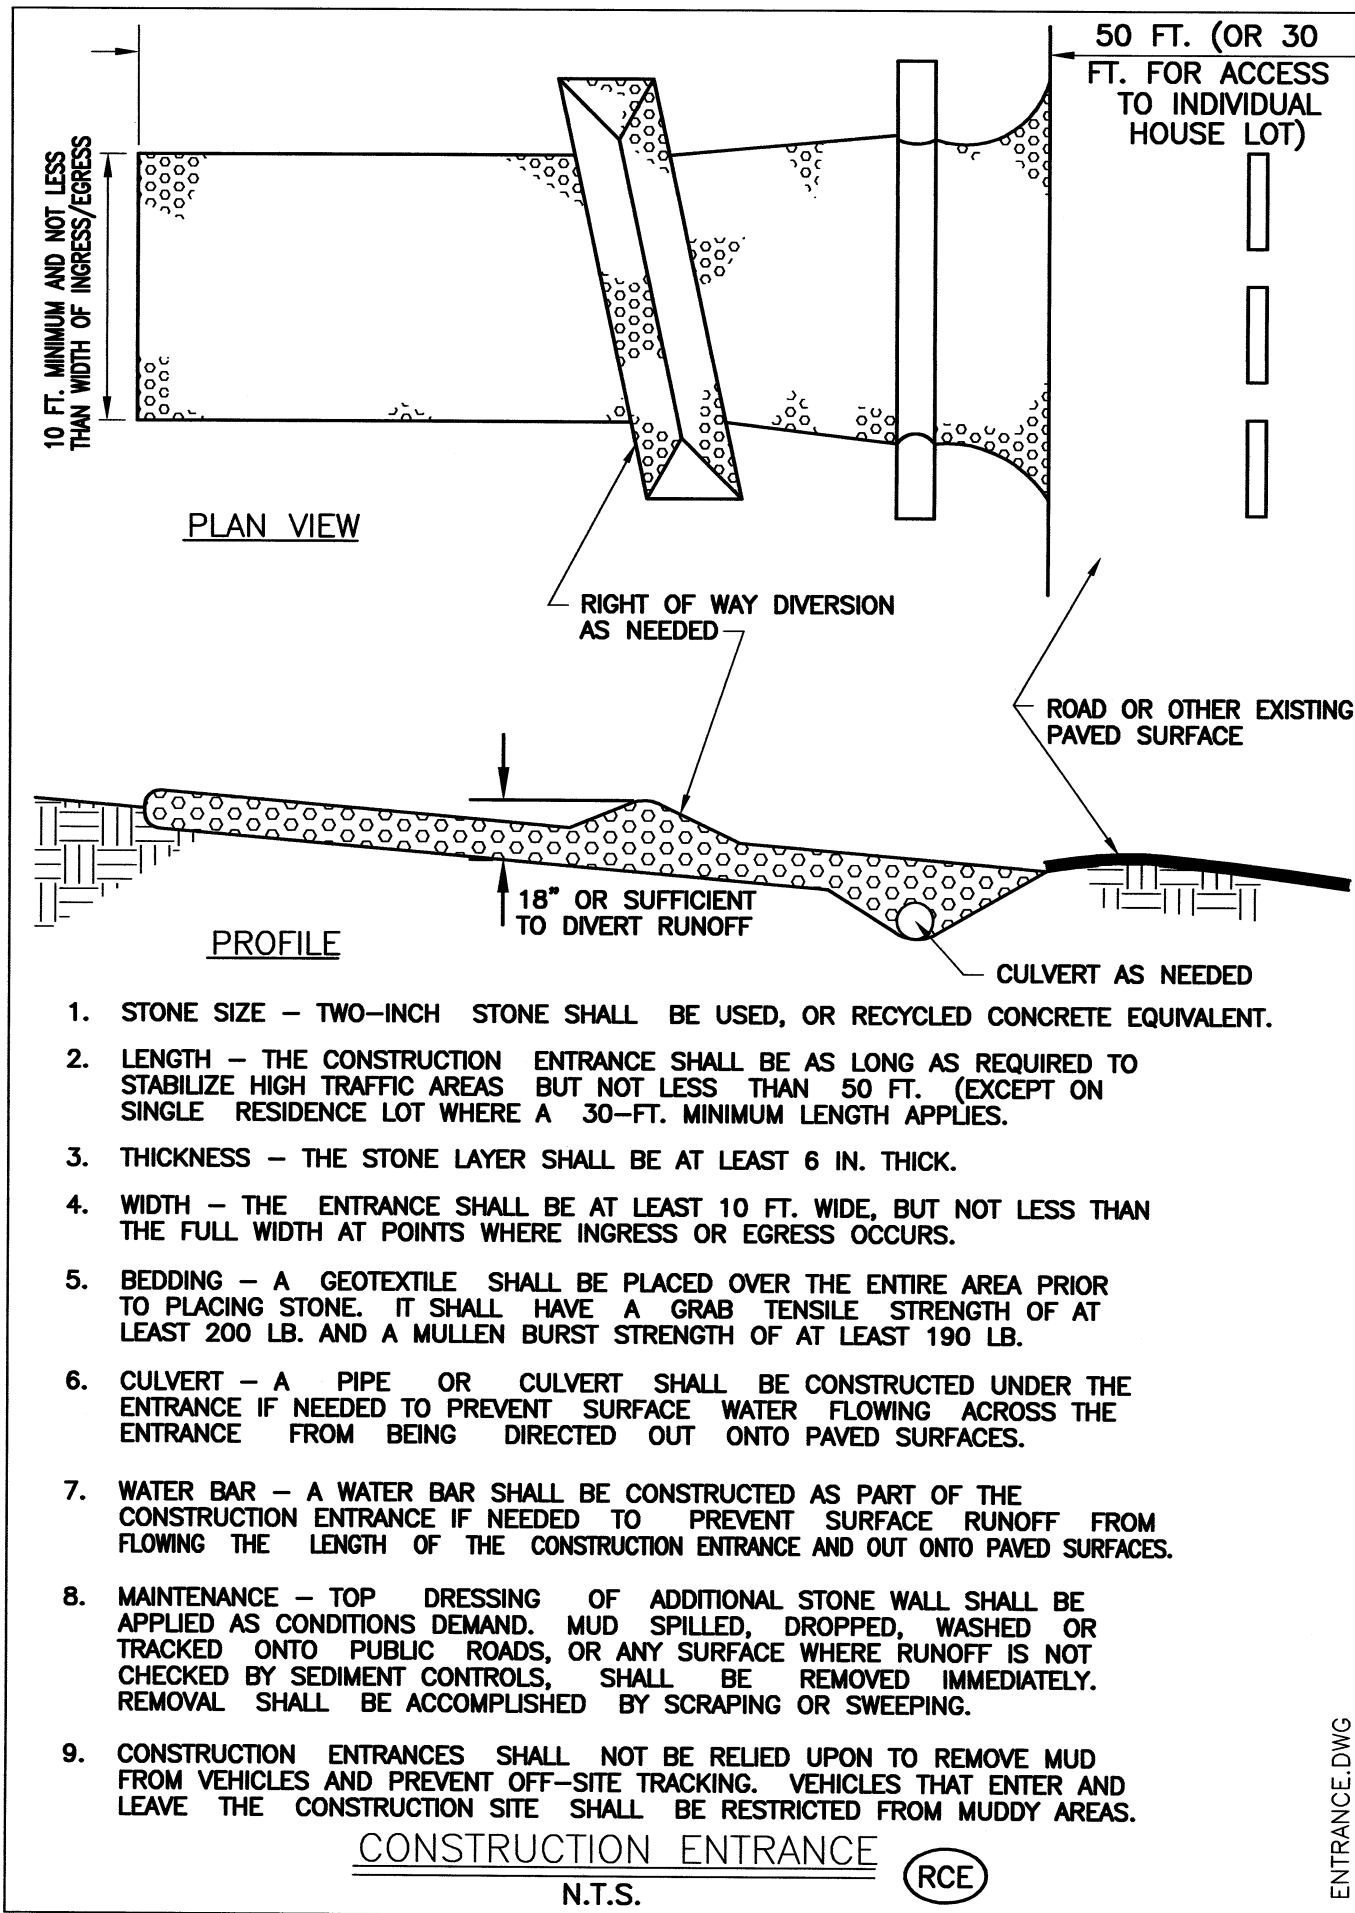 50 FT. (OR 30
FT. FOR ACCESS
TO INDIVIDUAL
HOUSE LOT)
10 FT. MINIMUM AND NOT LESS
THAN WIDTH OF INGRESS/EGRESS
PLAN VIEW
RIGHT OF WAY DIVERSION
AS NEEDED
ROAD OR OTHER EXISTING
PAVED SURFACE
18" OR SUFFICIENT
TO DIVERT RUNOFF
PROFILE
CULVERT AS NEEDED
1. STONE SIZE – TWO–INCH STONE SHALL BE USED, OR RECYCLED CONCRETE EQUIVALENT.
2. LENGTH – THE CONSTRUCTION ENTRANCE SHALL BE AS LONG AS REQUIRED TO
STABILIZE HIGH TRAFFIC AREAS BUT NOT LESS THAN 50 FT. (EXCEPT ON
SINGLE RESIDENCE LOT WHERE A 30–FT. MINIMUM LENGTH APPLIES.
3. THICKNESS – THE STONE LAYER SHALL BE AT LEAST 6 IN. THICK.
4. WIDTH – THE ENTRANCE SHALL BE AT LEAST 10 FT. WIDE, BUT NOT LESS THAN
THE FULL WIDTH AT POINTS WHERE INGRESS OR EGRESS OCCURS.
5. BEDDING – A GEOTEXTILE SHALL BE PLACED OVER THE ENTIRE AREA PRIOR
TO PLACING STONE. IT SHALL HAVE A GRAB TENSILE STRENGTH OF AT
LEAST 200 LB. AND A MULLEN BURST STRENGTH OF AT LEAST 190 LB.
6. CULVERT – A PIPE OR CULVERT SHALL BE CONSTRUCTED UNDER THE
ENTRANCE IF NEEDED TO PREVENT SURFACE WATER FLOWING ACROSS THE
ENTRANCE FROM BEING DIRECTED OUT ONTO PAVED SURFACES.
7. WATER BAR – A WATER BAR SHALL BE CONSTRUCTED AS PART OF THE
CONSTRUCTION ENTRANCE IF NEEDED TO PREVENT SURFACE RUNOFF FROM
FLOWING THE LENGTH OF THE CONSTRUCTION ENTRANCE AND OUT ONTO PAVED SURFACES.
8. MAINTENANCE – TOP DRESSING OF ADDITIONAL STONE WALL SHALL BE
APPLIED AS CONDITIONS DEMAND. MUD SPILLED, DROPPED, WASHED OR
TRACKED ONTO PUBLIC ROADS, OR ANY SURFACE WHERE RUNOFF IS NOT
CHECKED BY SEDIMENT CONTROLS, SHALL BE REMOVED IMMEDIATELY.
REMOVAL SHALL BE ACCOMPLISHED BY SCRAPING OR SWEEPING.
9. CONSTRUCTION ENTRANCES SHALL NOT BE RELIED UPON TO REMOVE MUD
FROM VEHICLES AND PREVENT OFF–SITE TRACKING. VEHICLES THAT ENTER AND
LEAVE THE CONSTRUCTION SITE SHALL BE RESTRICTED FROM MUDDY AREAS.
CONSTRUCTION ENTRANCE
RCE
N.T.S.
ENTRANCE.DWG